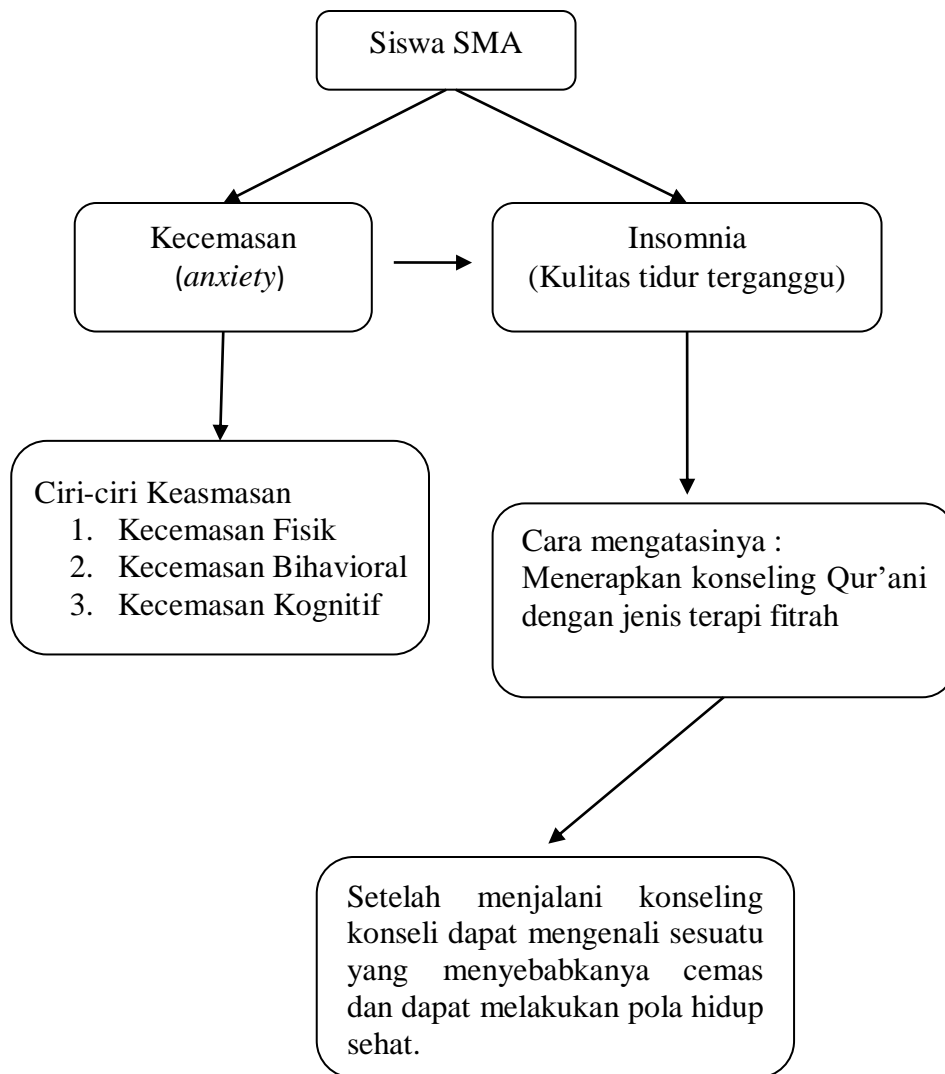 Siswa SMA
Kecemasan
(anxiety)
Insomnia
(Kulitas tidur terganggu)
Ciri-ciri Keasmasan
1. Kecemasan Fisik
2. Kecemasan Bihavioral
3. Kecemasan Kognitif
Cara mengatasinya :
Menerapkan konseling Qur’ani
dengan jenis terapi fitrah
Setelah menjalani konseling
konseli dapat mengenali sesuatu
yang menyebabkanya cemas
dan dapat melakukan pola hidup
sehat.